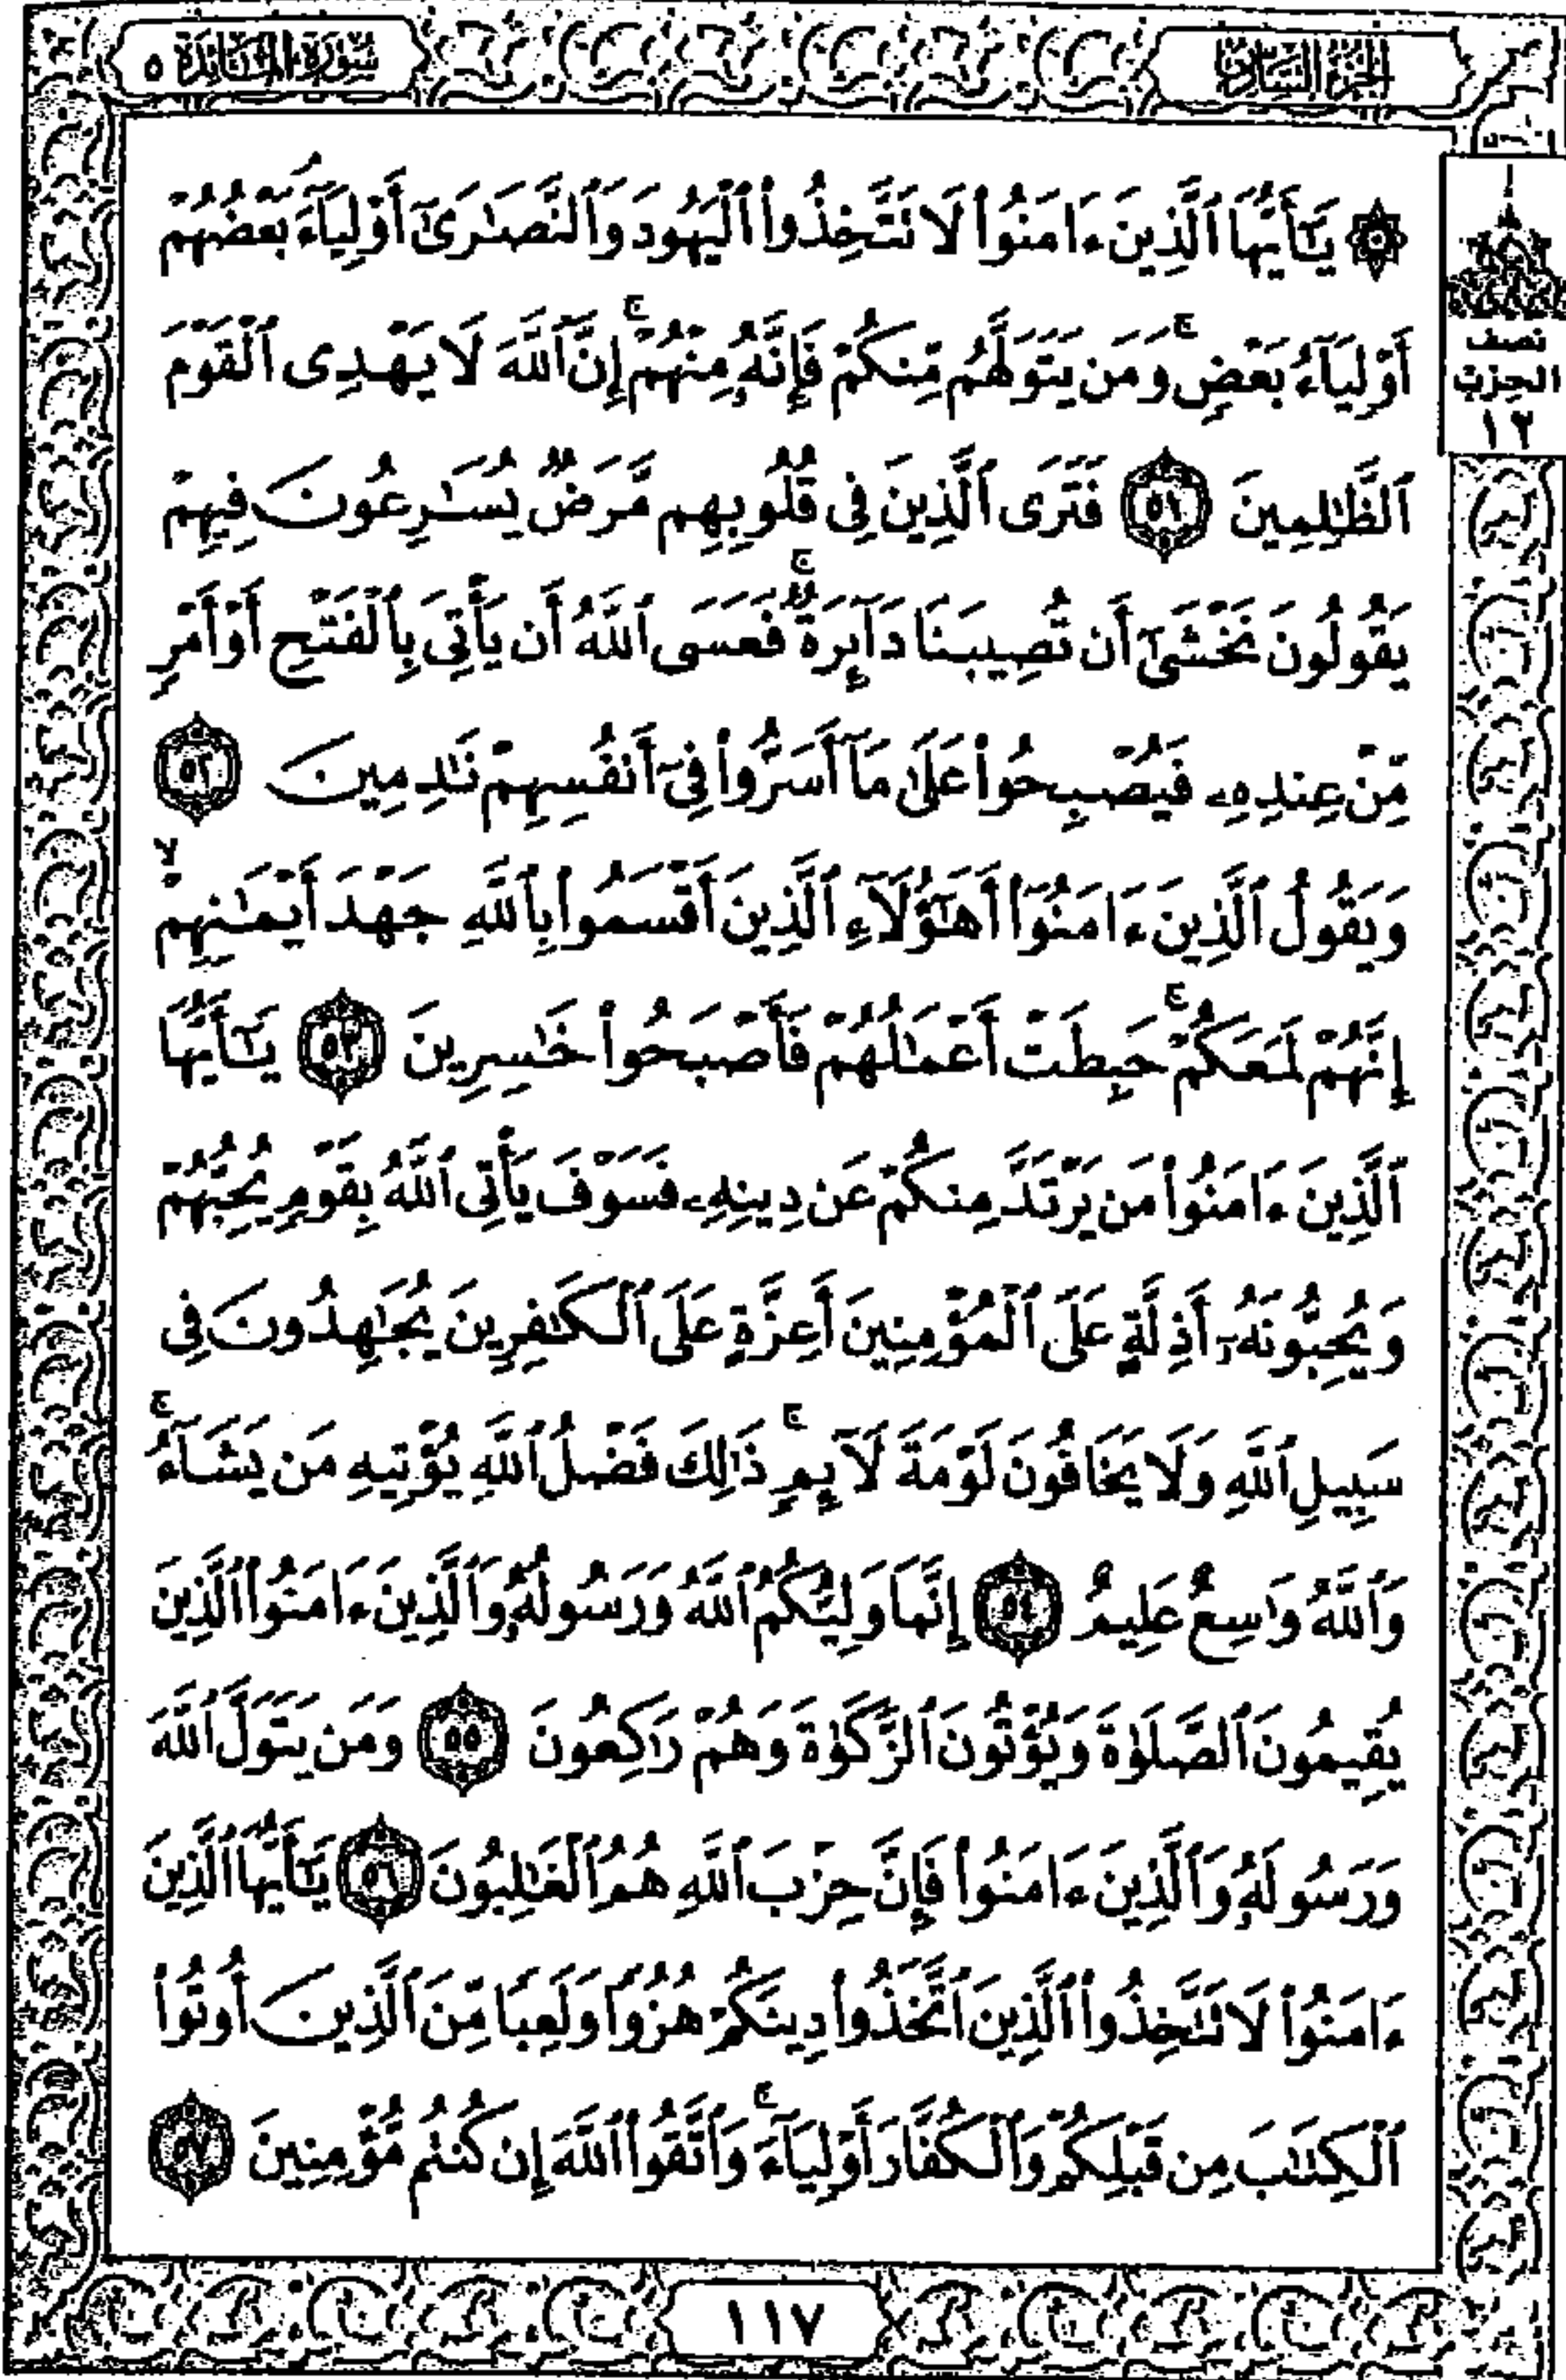 الجزء السادس
سورة المائدة ٥
نصف
الحزب
١٢
۞ يَٰٓأَيُّهَا ٱلَّذِينَ ءَامَنُوا۟ لَا تَتَّخِذُوا۟ ٱلْيَهُودَ وَٱلنَّصَٰرَىٰٓ أَوْلِيَآءَ بَعْضُهُمْ
أَوْلِيَآءُ بَعْضٍۚ وَمَن يَتَوَلَّهُم مِّنكُمْ فَإِنَّهُۥ مِنْهُمْۚ إِنَّ ٱللَّهَ لَا يَهْدِى ٱلْقَوْمَ
ٱلظَّٰلِمِينَ ٥١ فَتَرَى ٱلَّذِينَ فِى قُلُوبِهِم مَّرَضٌ يُسَٰرِعُونَ فِيهِمْ
يَقُولُونَ نَخْشَىٰٓ أَن تُصِيبَنَا دَآئِرَةٌۚ فَعَسَى ٱللَّهُ أَن يَأْتِىَ بِٱلْفَتْحِ أَوْ أَمْرٍ
مِّنْ عِندِهِۦ فَيُصْبِحُوا۟ عَلَىٰ مَآ أَسَرُّوا۟ فِىٓ أَنفُسِهِمْ نَٰدِمِينَ ٥٢
وَيَقُولُ ٱلَّذِينَ ءَامَنُوٓا۟ أَهَٰٓؤُلَآءِ ٱلَّذِينَ أَقْسَمُوا۟ بِٱللَّهِ جَهْدَ أَيْمَٰنِهِمْۙ
إِنَّهُمْ لَمَعَكُمْۚ حَبِطَتْ أَعْمَٰلُهُمْ فَأَصْبَحُوا۟ خَٰسِرِينَ ٥٣ يَٰٓأَيُّهَا
ٱلَّذِينَ ءَامَنُوا۟ مَن يَرْتَدَّ مِنكُمْ عَن دِينِهِۦ فَسَوْفَ يَأْتِى ٱللَّهُ بِقَوْمٍ يُحِبُّهُمْ
وَيُحِبُّونَهُۥٓ أَذِلَّةٍ عَلَى ٱلْمُؤْمِنِينَ أَعِزَّةٍ عَلَى ٱلْكَٰفِرِينَ يُجَٰهِدُونَ فِى
سَبِيلِ ٱللَّهِ وَلَا يَخَافُونَ لَوْمَةَ لَآئِمٍۚ ذَٰلِكَ فَضْلُ ٱللَّهِ يُؤْتِيهِ مَن يَشَآءُۚ
وَٱللَّهُ وَٰسِعٌ عَلِيمٌ ٥٤ إِنَّمَا وَلِيُّكُمُ ٱللَّهُ وَرَسُولُهُۥ وَٱلَّذِينَ ءَامَنُوا۟ ٱلَّذِينَ
يُقِيمُونَ ٱلصَّلَوٰةَ وَيُؤْتُونَ ٱلزَّكَوٰةَ وَهُمْ رَٰكِعُونَ ٥٥ وَمَن يَتَوَلَّ ٱللَّهَ
وَرَسُولَهُۥ وَٱلَّذِينَ ءَامَنُوا۟ فَإِنَّ حِزْبَ ٱللَّهِ هُمُ ٱلْغَٰلِبُونَ ٥٦ يَٰٓأَيُّهَا ٱلَّذِينَ
ءَامَنُوا۟ لَا تَتَّخِذُوا۟ ٱلَّذِينَ ٱتَّخَذُوا۟ دِينَكُمْ هُزُوًا وَلَعِبًا مِّنَ ٱلَّذِينَ أُوتُوا۟
ٱلْكِتَٰبَ مِن قَبْلِكُمْ وَٱلْكُفَّارَ أَوْلِيَآءَۚ وَٱتَّقُوا۟ ٱللَّهَ إِن كُنتُم مُّؤْمِنِينَ ٥٧
١١٧